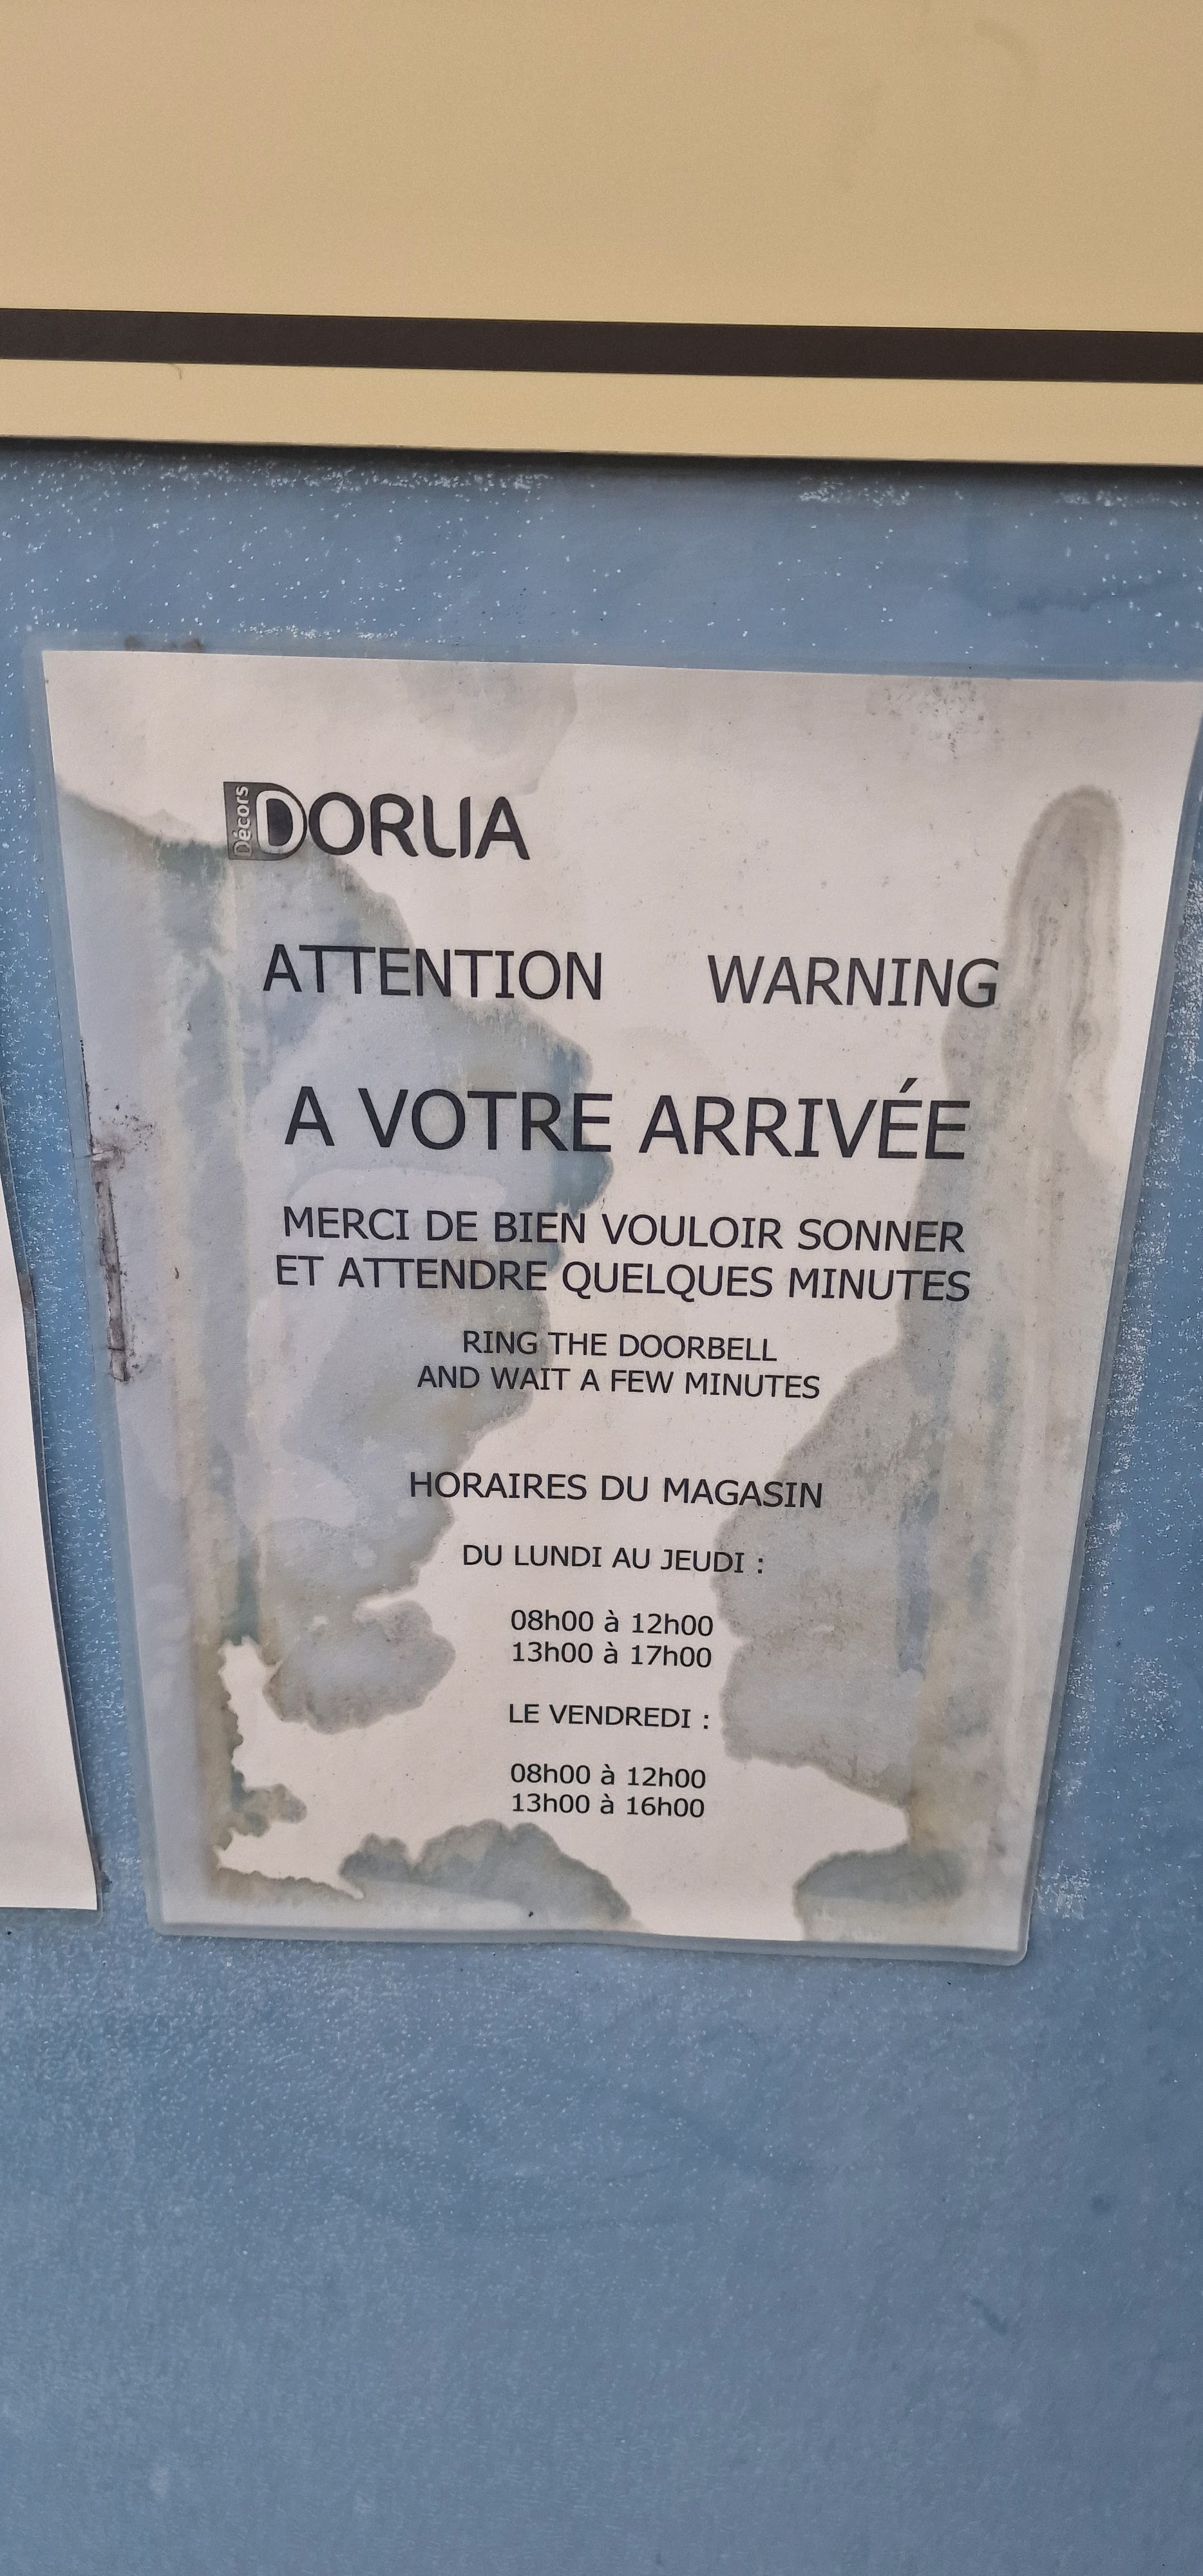 Décors DORLIA
ATTENTION WARNING
A VOTRE ARRIVÉE
MERCI DE BIEN VOULOIR SONNER
ET ATTENDRE QUELQUES MINUTES
RING THE DOORBELL
AND WAIT A FEW MINUTES
HORAIRES DU MAGASIN
DU LUNDI AU JEUDI :
08h00 à 12h00
13h00 à 17h00
LE VENDREDI :
08h00 à 12h00
13h00 à 16h00